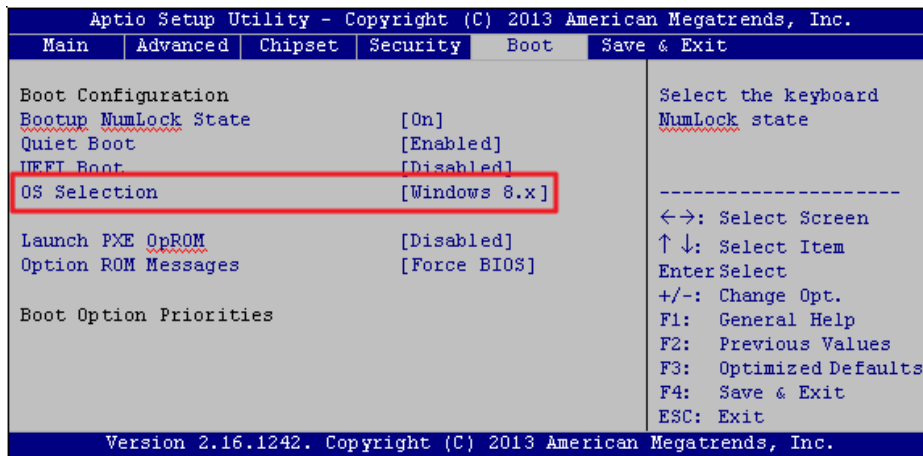 Aptio Setup Utility - Copyright (C) 2013 American Megatrends, Inc.
Main Advanced Chipset Security Boot Save & Exit
Boot Configuration
Bootup NumLock State [On]
Quiet Boot [Enabled]
UEFI Boot [Disabled]
OS Selection [Windows 8.x]
Launch PXE OpROM [Disabled]
Option ROM Messages [Force BIOS]
Boot Option Priorities
Select the keyboard
NumLock state
--------------------
←→: Select Screen
↑↓: Select Item
Enter Select
+/-: Change Opt.
F1: General Help
F2: Previous Values
F3: Optimized Defaults
F4: Save & Exit
ESC: Exit
Version 2.16.1242. Copyright (C) 2013 American Megatrends, Inc.